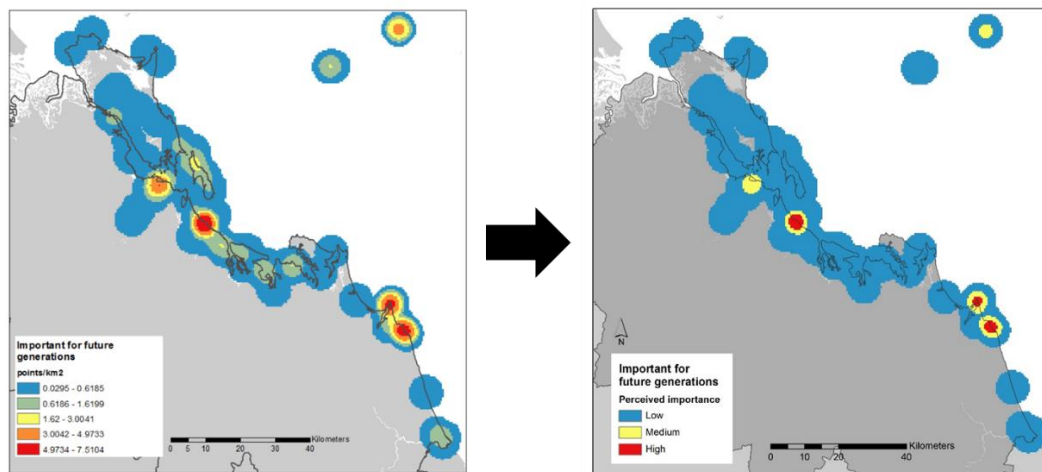 Important for future
generations
points/km2
0.0295 - 0.6185
0.6186 - 1.6199
1.62 - 3.0041
3.0042 - 4.9733
4.9734 - 7.5104
Kilometers
0 5 10 20 30 40
N
Important for
future generations
Perceived importance
Low
Medium
High
Kilometers
0 10 20 40